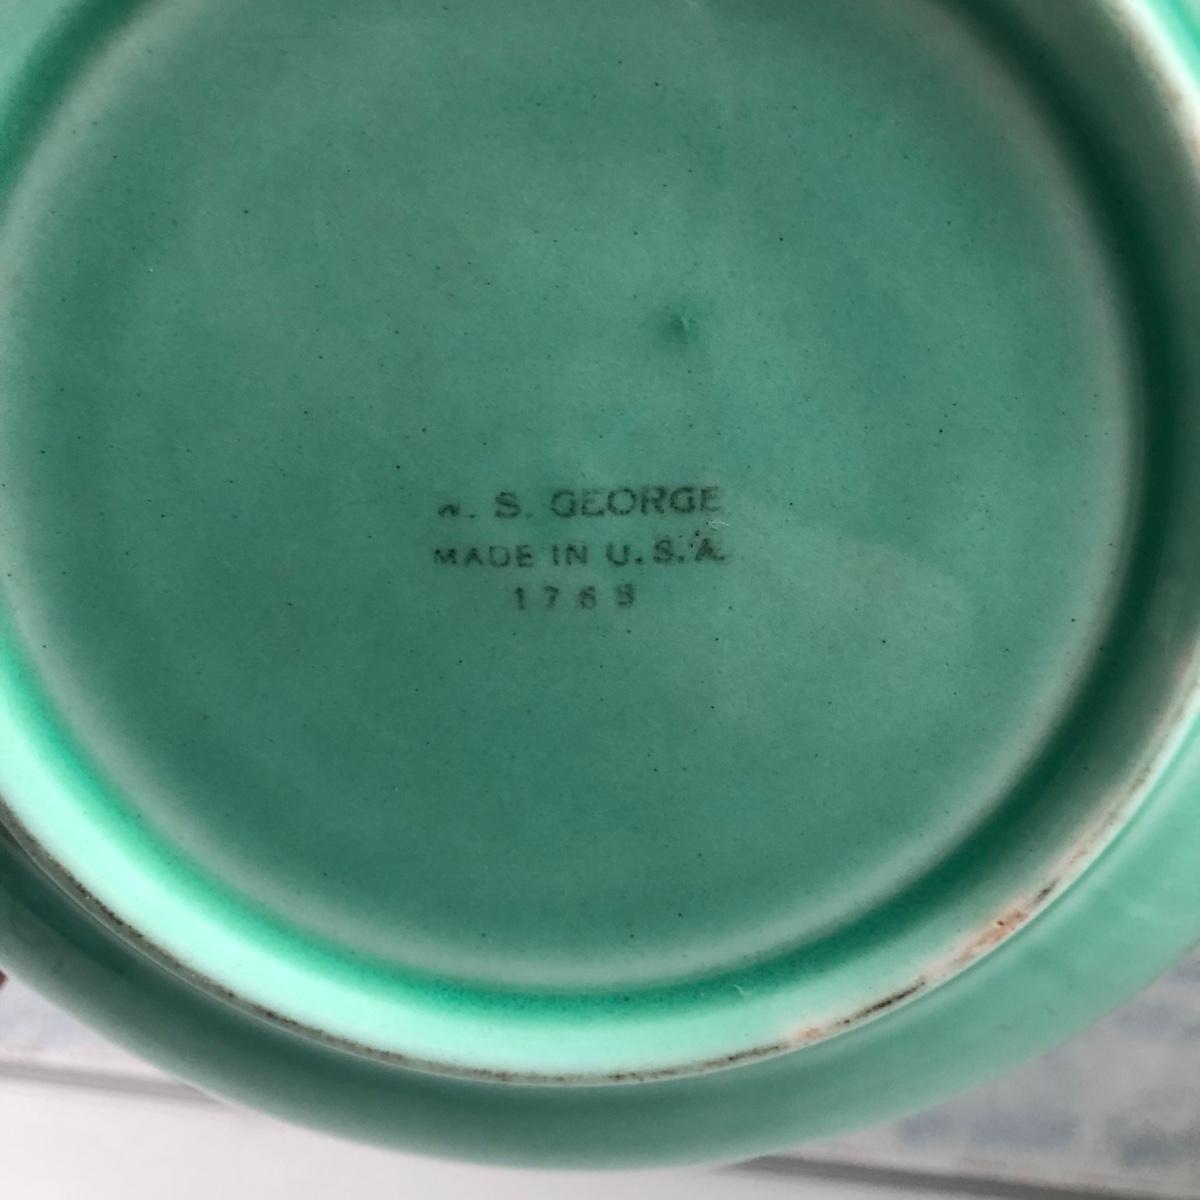 W. S. GEORGE
MADE IN U.S.A.